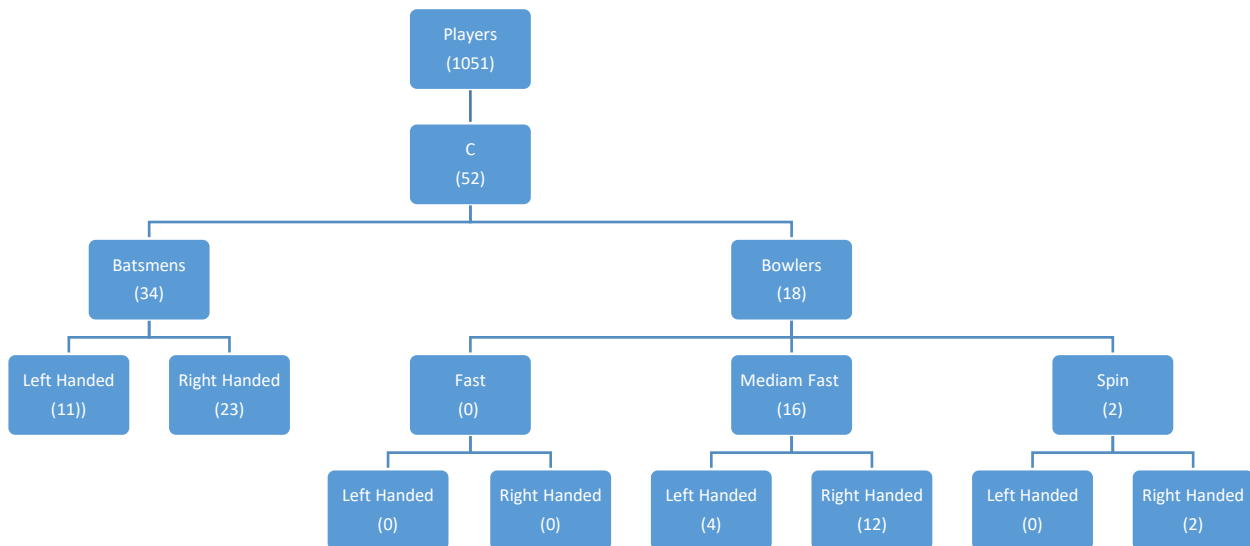 Players
(1051)
C
(52)
Batsmens
(34)
Bowlers
(18)
Left Handed
(11))
Right Handed
(23)
Fast
(0)
Mediam Fast
(16)
Spin
(2)
Left Handed
(0)
Right Handed
(0)
Left Handed
(4)
Right Handed
(12)
Left Handed
(0)
Right Handed
(2)